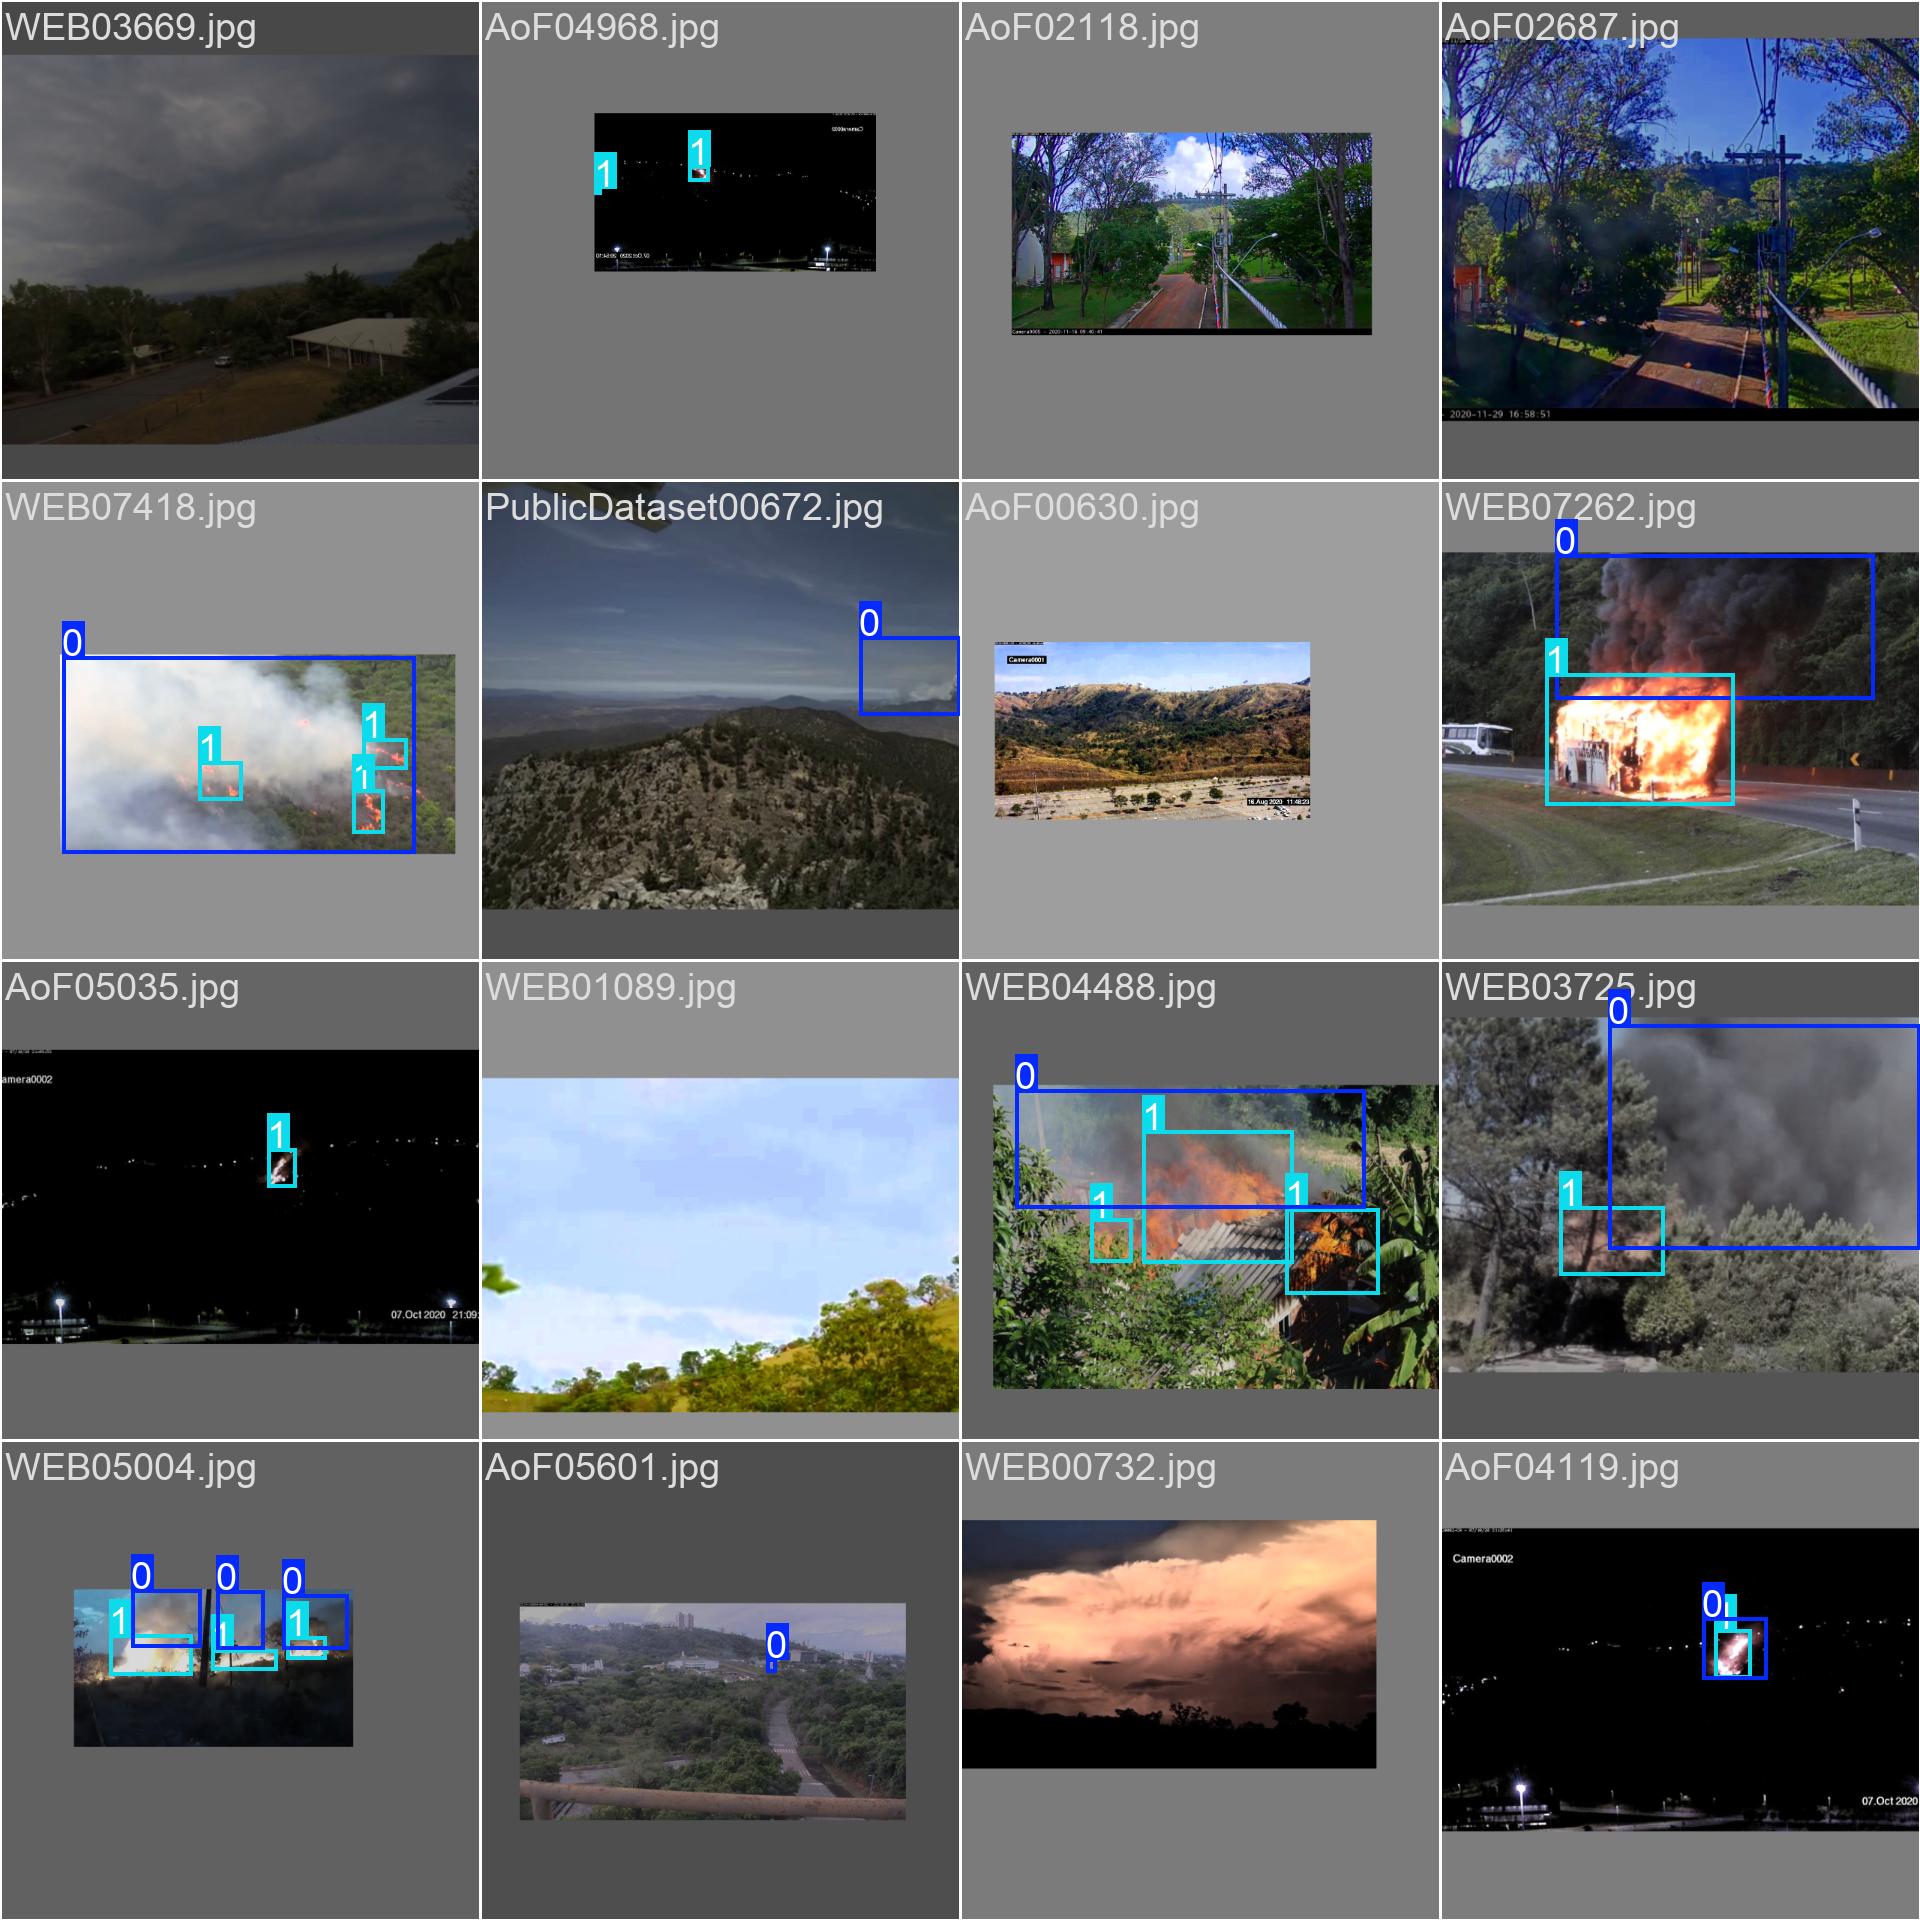 WEB03669.jpg
AoF04968.jpg
AoF02118.jpg
AoF02687.jpg
1
1
Camera0005 - 2020-11-16 09:40:41
- 2020-11-29 16:58:51
WEB07418.jpg
PublicDataset00672.jpg
AoF00630.jpg
WEB07262.jpg
0
1
1
1
0
Camera0001
16.Aug 2020 11:48:23
0
1
AoF05035.jpg
WEB01089.jpg
WEB04488.jpg
WEB03725.jpg
amera0002
1
07.Oct 2020 21:09:
0
1
1
1
0
1
WEB05004.jpg
AoF05601.jpg
WEB00732.jpg
AoF04119.jpg
0
0
0
1
1
1
0
Camera0002
0
1
07.Oct 2020